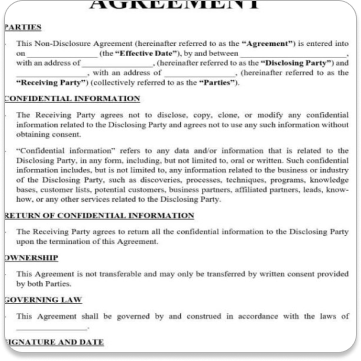 AGREEMENT
PARTIES
This Non-Disclosure Agreement (hereinafter referred to as the “Agreement”) is entered into
on ____________________ (the “Effective Date”), by and between ____________________,
with an address of ____________________, (hereinafter referred to as the “Disclosing Party”) and
____________________, with an address of ____________________, (hereinafter referred to as the
“Receiving Party”) (collectively referred to as the “Parties”).
CONFIDENTIAL INFORMATION
The Receiving Party agrees not to disclose, copy, clone, or modify any confidential
information related to the Disclosing Party and agrees not to use any such information without
obtaining consent.
“Confidential information” refers to any data and/or information that is related to the
Disclosing Party, in any form, including, but not limited to, oral or written. Such confidential
information includes, but is not limited to, any information related to the business or industry
of the Disclosing Party, such as discoveries, processes, techniques, programs, knowledge
bases, customer lists, potential customers, business partners, affiliated partners, leads, know-
how, or any other services related to the Disclosing Party.
RETURN OF CONFIDENTIAL INFORMATION
The Receiving Party agrees to return all the confidential information to the Disclosing Party
upon the termination of this Agreement.
OWNERSHIP
This Agreement is not transferable and may only be transferred by written consent provided
by both Parties.
GOVERNING LAW
This Agreement shall be governed by and construed in accordance with the laws of
____________________.
SIGNATURE AND DATE